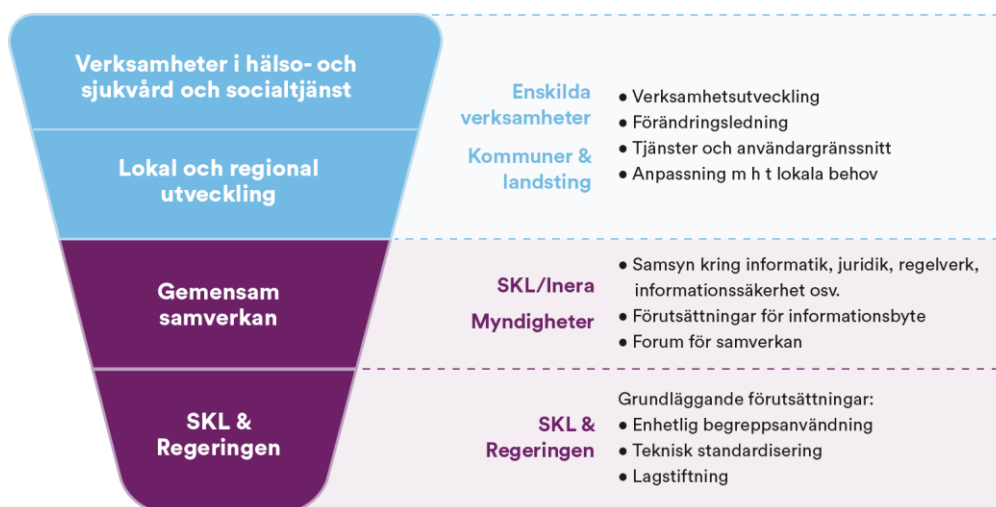 Verksamheter i hälso- och
sjukvård och socialtjänst
Lokal och regional
utveckling
Enskilda
verksamheter
Kommuner &
landsting
● Verksamhetsutveckling
● Förändringsledning
● Tjänster och användargränssnitt
● Anpassning m h t lokala behov
Gemensam
samverkan
SKL/Inera
Myndigheter
● Samsyn kring informatik, juridik, regelverk,
informationssäkerhet osv.
● Förutsättningar för informationsbyte
● Forum för samverkan
SKL &
Regeringen
SKL &
Regeringen
Grundläggande förutsättningar:
● Enhetlig begreppsanvändning
● Teknisk standardisering
● Lagstiftning